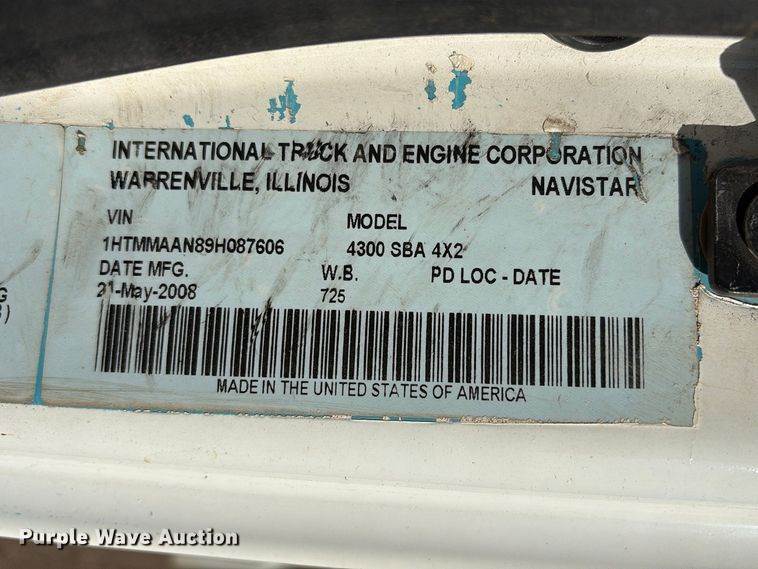 INTERNATIONAL TRUCK AND ENGINE CORPORATION
WARRENVILLE, ILLINOIS NAVISTAR
VIN MODEL
1HTMMAAN89H087606 4300 SBA 4X2
DATE MFG. W.B. PD LOC - DATE
21-May-2008 725
MADE IN THE UNITED STATES OF AMERICA
Purple Wave Auction